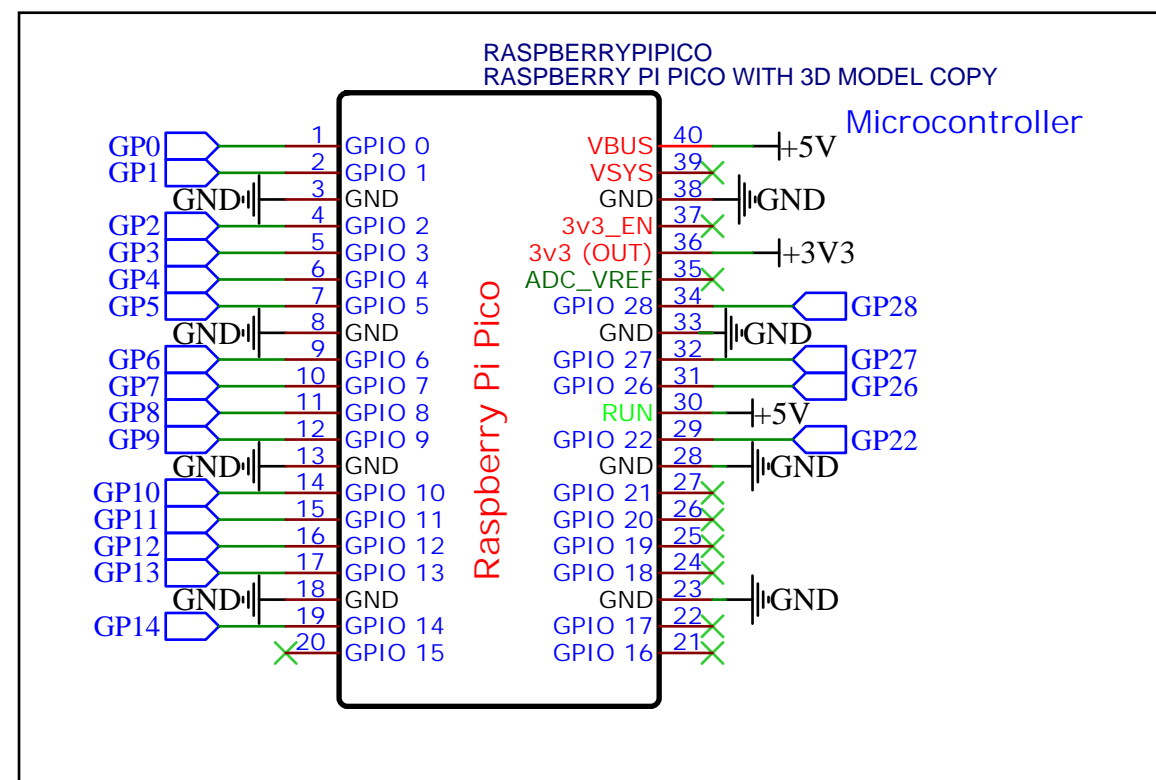 RASPBERRYPIPICO
RASPBERRY PI PICO WITH 3D MODEL COPY
Microcontroller
GP0 1 GPIO 0 VBUS 40 +5V
GP1 2 GPIO 1 VSYS 39
GND 3 GND GND 38 GND
GP2 4 GPIO 2 3v3_EN 37
GP3 5 GPIO 3 3v3 (OUT) 36 +3V3
GP4 6 GPIO 4 ADC_VREF 35
GP5 7 GPIO 5 GPIO 28 34 GP28
GND 8 GND GND 33 GND
GP6 9 GPIO 6 GPIO 27 32 GP27
GP7 10 GPIO 7 GPIO 26 31 GP26
GP8 11 GPIO 8 RUN 30 +5V
GP9 12 GPIO 9 GPIO 22 29 GP22
GND 13 GND GND 28 GND
GP10 14 GPIO 10 GPIO 21 27
GP11 15 GPIO 11 GPIO 20 26
GP12 16 GPIO 12 GPIO 19 25
GP13 17 GPIO 13 GPIO 18 24
GND 18 GND GND 23 GND
GP14 19 GPIO 14 GPIO 17 22
20 GPIO 15 GPIO 16 21
Raspberry Pi Pico